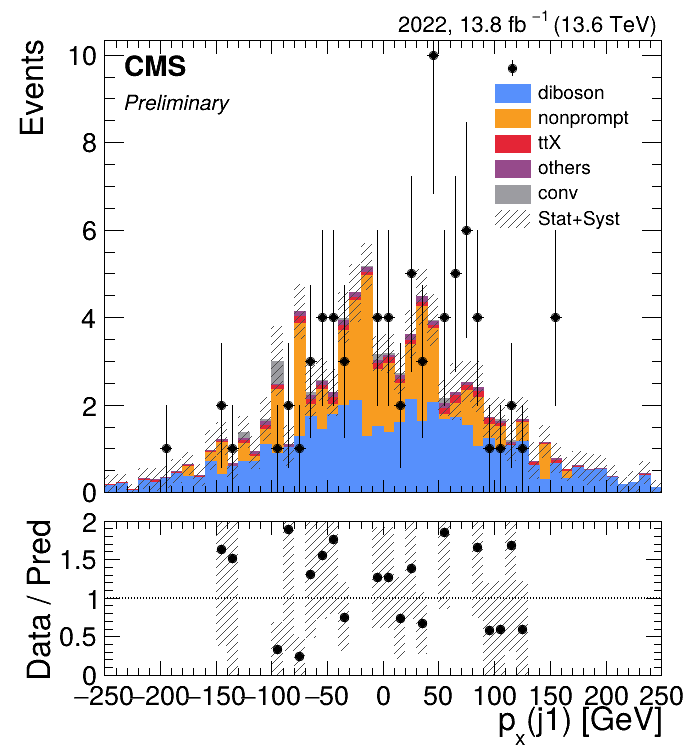 2022, 13.8 fb⁻¹ (13.6 TeV)
Events
10
8
6
4
2
0
CMS
Preliminary
diboson
nonprompt
ttX
others
conv
Stat+Syst
Data / Pred
2
1.5
1
0.5
0
−250 −200 −150 −100 −50 0 50 100 150 200 250
pₓ(j1) [GeV]